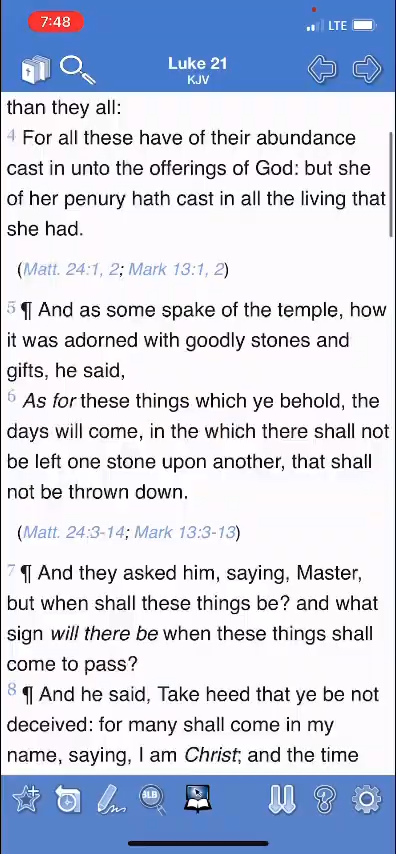 7:48
LTE
Luke 21
KJV
than they all:
4 For all these have of their abundance
cast in unto the offerings of God: but she
of her penury hath cast in all the living that
she had.
(Matt. 24:1, 2; Mark 13:1, 2)
5 ¶ And as some spake of the temple, how
it was adorned with goodly stones and
gifts, he said,
6 As for these things which ye behold, the
days will come, in the which there shall not
be left one stone upon another, that shall
not be thrown down.
(Matt. 24:3-14; Mark 13:3-13)
7 ¶ And they asked him, saying, Master,
but when shall these things be? and what
sign will there be when these things shall
come to pass?
8 ¶ And he said, Take heed that ye be not
deceived: for many shall come in my
name, saying, I am Christ; and the time
BLB